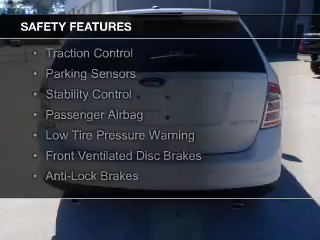 SAFETY FEATURES
• Traction Control
• Parking Sensors
• Stability Control
• Passenger Airbag
• Low Tire Pressure Warning
• Front Ventilated Disc Brakes
• Anti-Lock Brakes
Ford